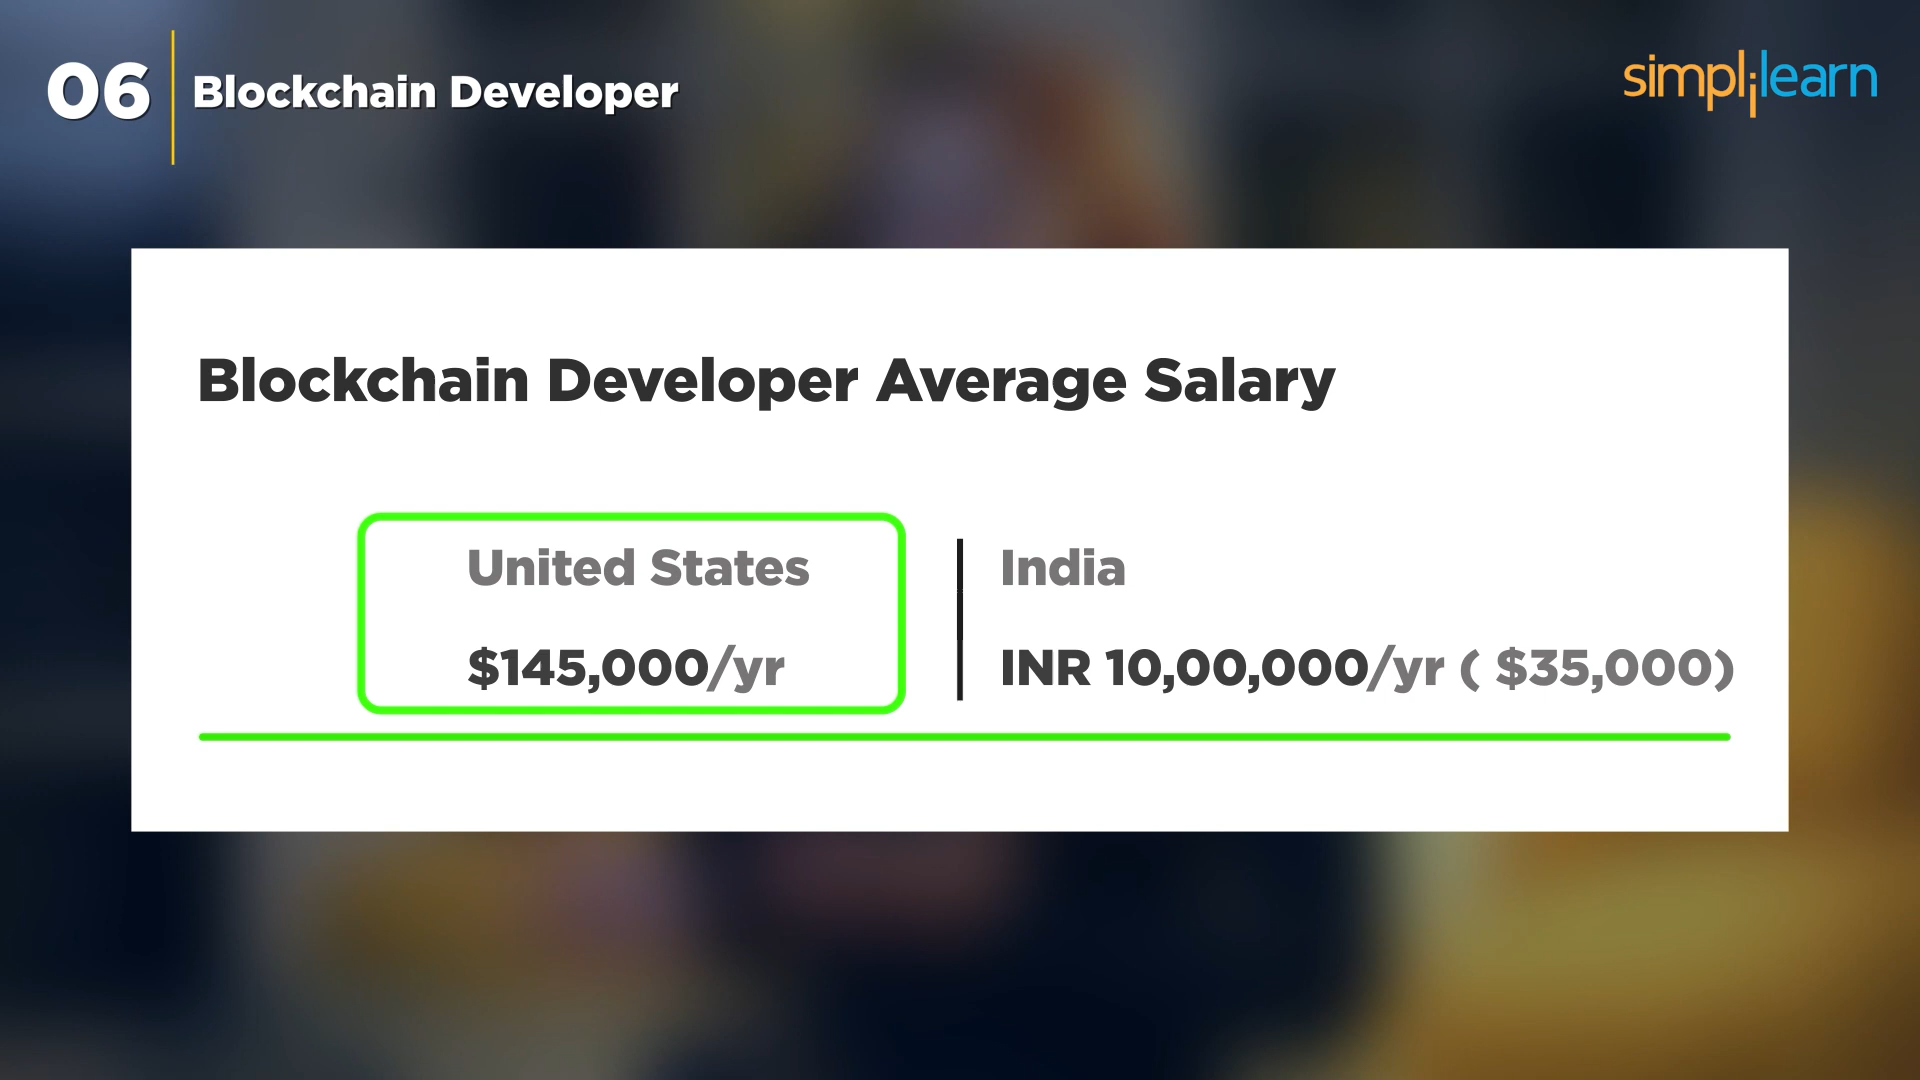 06
Blockchain Developer
simplilearn
Blockchain Developer Average Salary
United States
$145,000/yr
India
INR 10,00,000/yr ( $35,000)